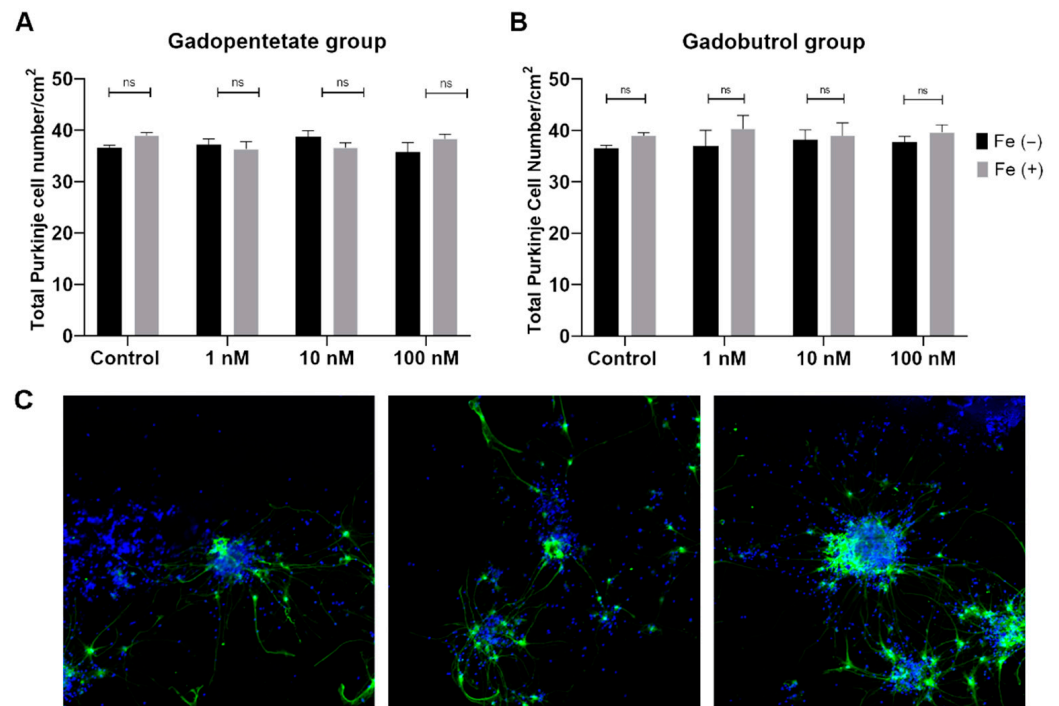 A
Gadopentetate group
Total Purkinje cell number/cm²
50
40
30
20
10
0
ns
ns
ns
ns
Control
1 nM
10 nM
100 nM
B
Gadobutrol group
Total Purkinje Cell Number/cm²
50
40
30
20
10
0
ns
ns
ns
ns
Control
1 nM
10 nM
100 nM
Fe (−)
Fe (+)
C